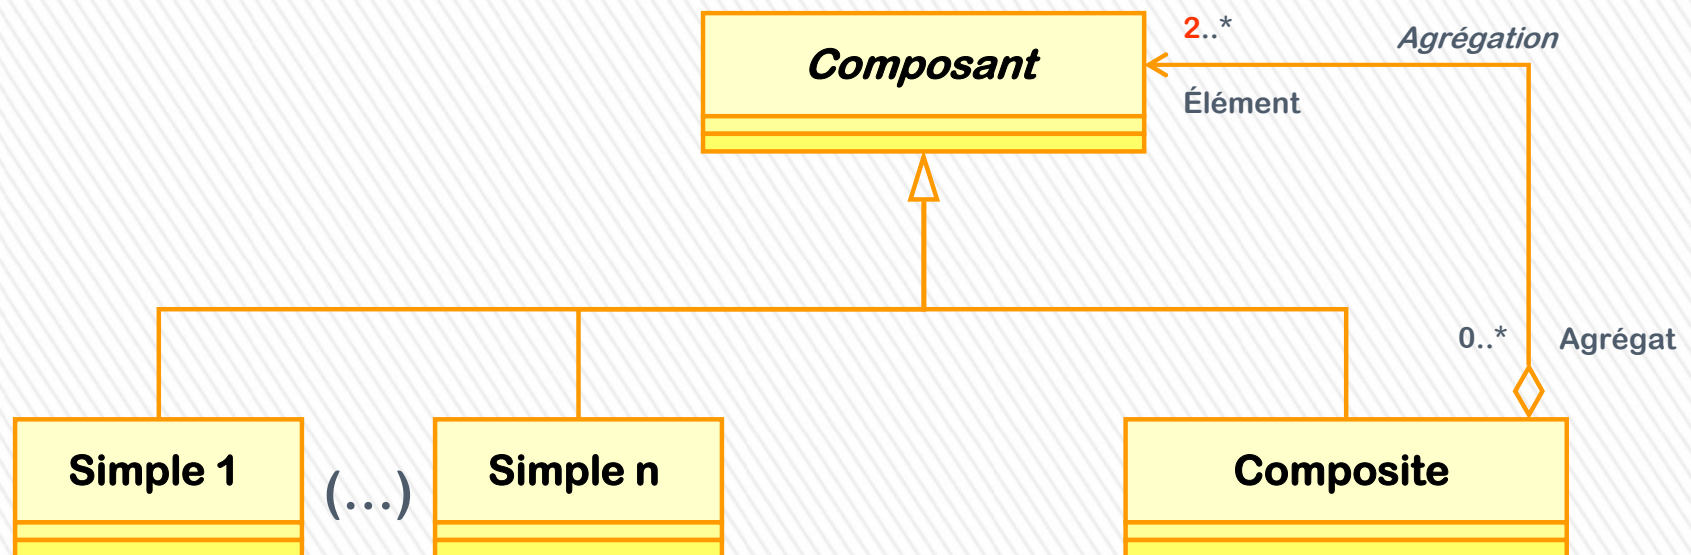 2..*
Agrégation
Composant
Élément
0..*
Agrégat
Simple 1
(...)
Simple n
Composite